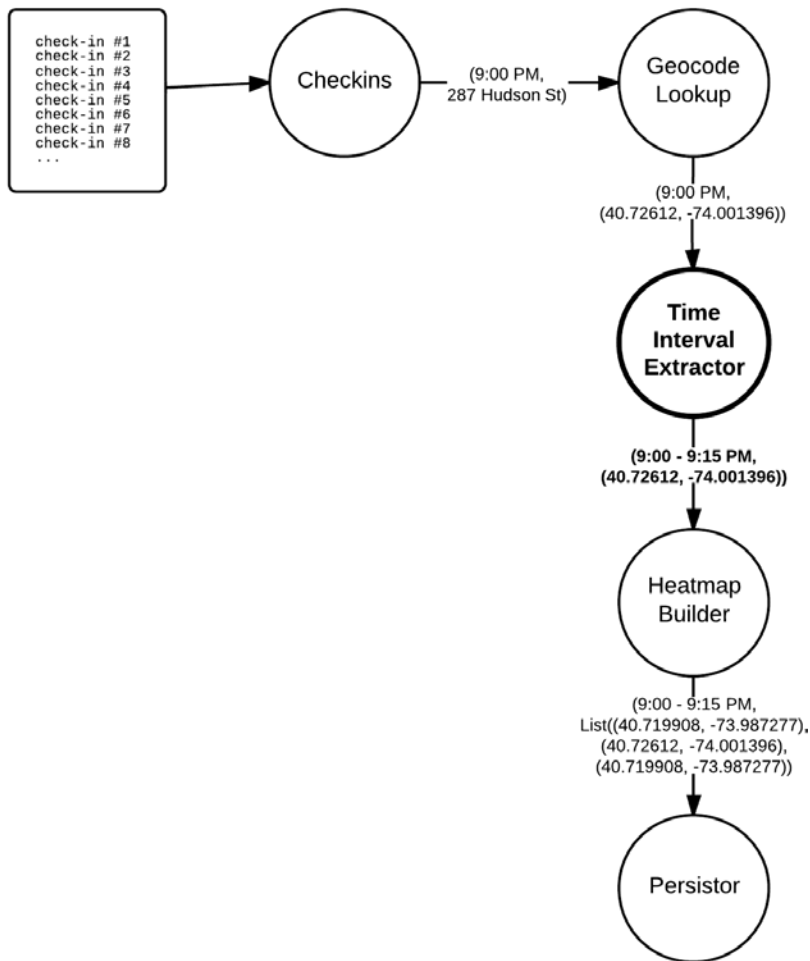 check-in #1
check-in #2
check-in #3
check-in #4
check-in #5
check-in #6
check-in #7
check-in #8
...
Checkins
(9:00 PM,
287 Hudson St)
Geocode
Lookup
(9:00 PM,
(40.72612, -74.001396))
Time
Interval
Extractor
(9:00 - 9:15 PM,
(40.72612, -74.001396))
Heatmap
Builder
(9:00 - 9:15 PM,
List((40.719908, -73.987277),
(40.72612, -74.001396),
(40.719908, -73.987277))
Persistor